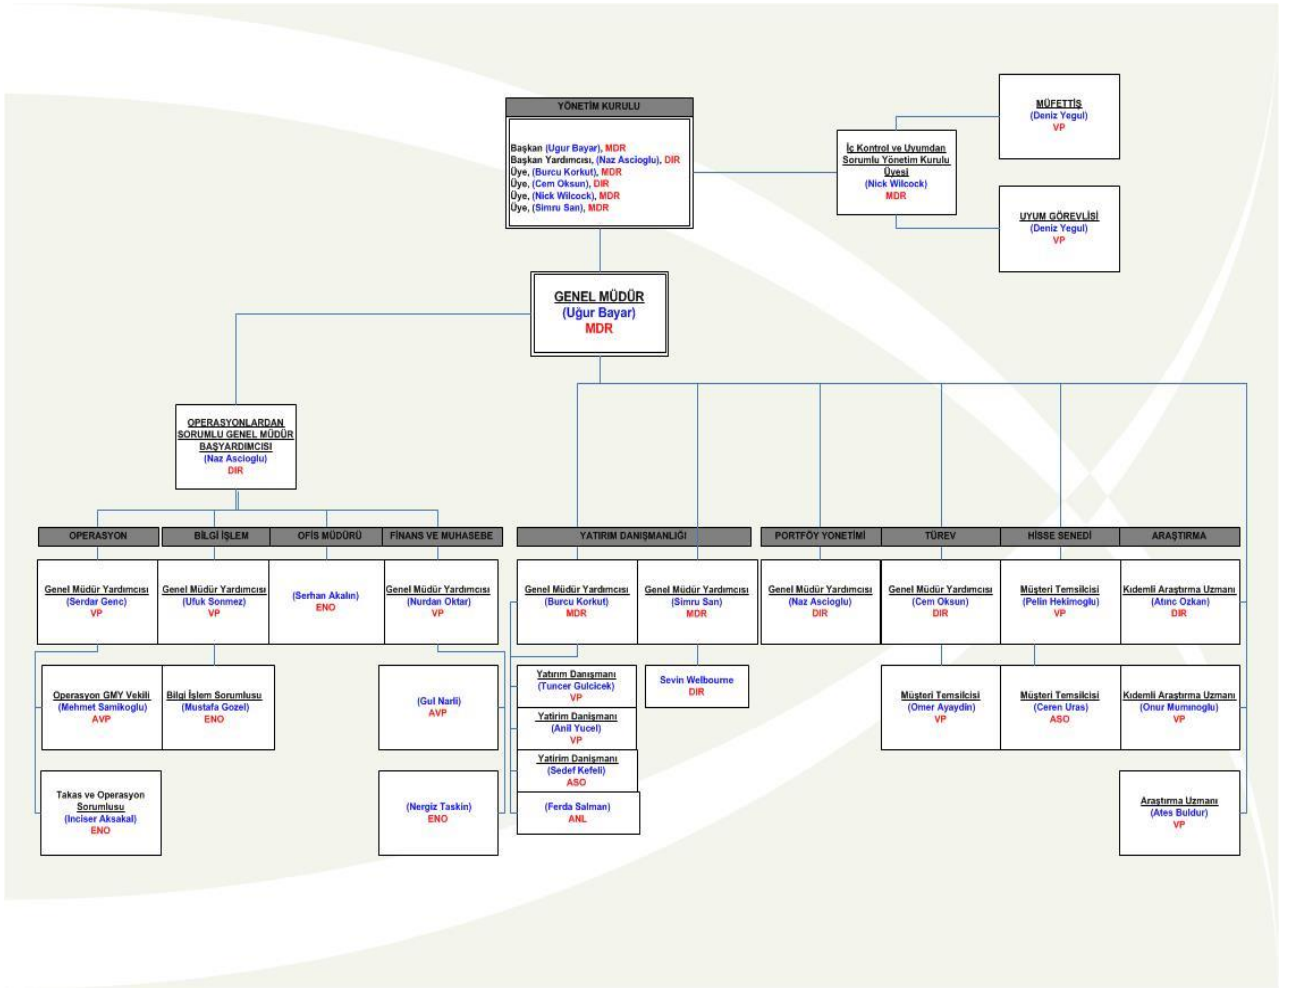 YÖNETİM KURULU
Başkan (Ugur Bayar), MDR
Başkan Yardımcısı, (Naz Ascioglu), DIR
Üye, (Burcu Korkut), MDR
Üye, (Cem Oksun), DIR
Üye, (Nick Wilcock), MDR
Üye, (Simru San), MDR
İç Kontrol ve Uyumdan
Sorumlu Yönetim Kurulu
Üyesi
(Nick Wilcock)
MDR
MÜFETTİŞ
(Deniz Yegul)
VP
UYUM GÖREVLİSİ
(Deniz Yegul)
VP
GENEL MÜDÜR
(Uğur Bayar)
MDR
OPERASYONLARDAN
SORUMLU GENEL MÜDÜR
BAŞYARDIMCISI
(Naz Ascioglu)
DIR
OPERASYON
Genel Müdür Yardımcısı
(Serdar Genc)
VP
Operasyon GMY Vekili
(Mehmet Samikoglu)
AVP
Takas ve Operasyon
Sorumlusu
(Inciser Aksakal)
ENO
BİLGİ İŞLEM
Genel Müdür Yardımcısı
(Ufuk Sonmez)
VP
Bilgi İşlem Sorumlusu
(Mustafa Gozel)
ENO
OFİS MÜDÜRÜ
(Serhan Akalın)
ENO
FİNANS VE MUHASEBE
Genel Müdür Yardımcısı
(Nurdan Oktar)
VP
(Gul Narli)
AVP
(Nergiz Taskin)
ENO
YATIRIM DANIŞMANLIĞI
Genel Müdür Yardımcısı
(Burcu Korkut)
MDR
Yatırım Danışmanı
(Tuncer Gulcicek)
VP
Yatirim Danişmanı
(Anil Yucel)
VP
Yatirim Danişmanı
(Sedef Kefeli)
ASO
(Ferda Salman)
ANL
Genel Müdür Yardımcısı
(Simru San)
MDR
Sevin Welbourne
DIR
PORTFÖY YONETİMİ
Genel Müdür Yardımcısı
(Naz Ascioglu)
DIR
TÜREV
Genel Müdür Yardımcısı
(Cem Oksun)
DIR
Müşteri Temsilcisi
(Omer Ayaydin)
VP
HİSSE SENEDİ
Müşteri Temsilcisi
(Pelin Hekimoglu)
VP
Müşteri Temsilcisi
(Ceren Uras)
ASO
ARAŞTIRMA
Kıdemli Araştırma Uzmanı
(Atınc Ozkan)
DIR
Kıdemli Araştırma Uzmanı
(Onur Mumınoglu)
VP
Araştırma Uzmanı
(Ates Buldur)
VP